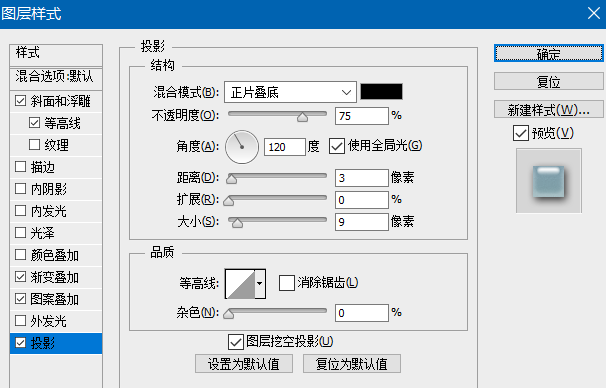 图层样式
样式
混合选项:默认
斜面和浮雕
等高线
纹理
描边
内阴影
内发光
光泽
颜色叠加
渐变叠加
图案叠加
外发光
投影
投影
结构
混合模式(B): 正片叠底
不透明度(O): 75 %
角度(A): 120 度 使用全局光(G)
距离(D): 3 像素
扩展(R): 0 %
大小(S): 9 像素
品质
等高线: 消除锯齿(L)
杂色(N): 0 %
图层挖空投影(U)
设置为默认值 复位为默认值
确定
复位
新建样式(W)...
预览(V)